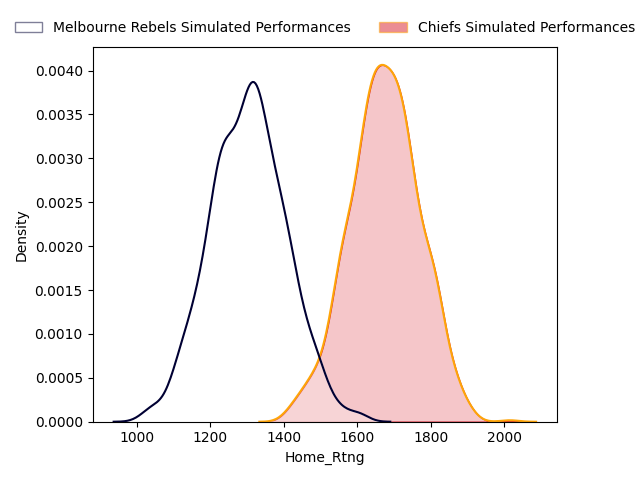 Melbourne Rebels Simulated Performances Chiefs Simulated Performances
0.0040
0.0035
0.0030
0.0025
0.0020
0.0015
0.0010
0.0005
0.0000
Density
1000 1200 1400 1600 1800 2000
Home_Rtng